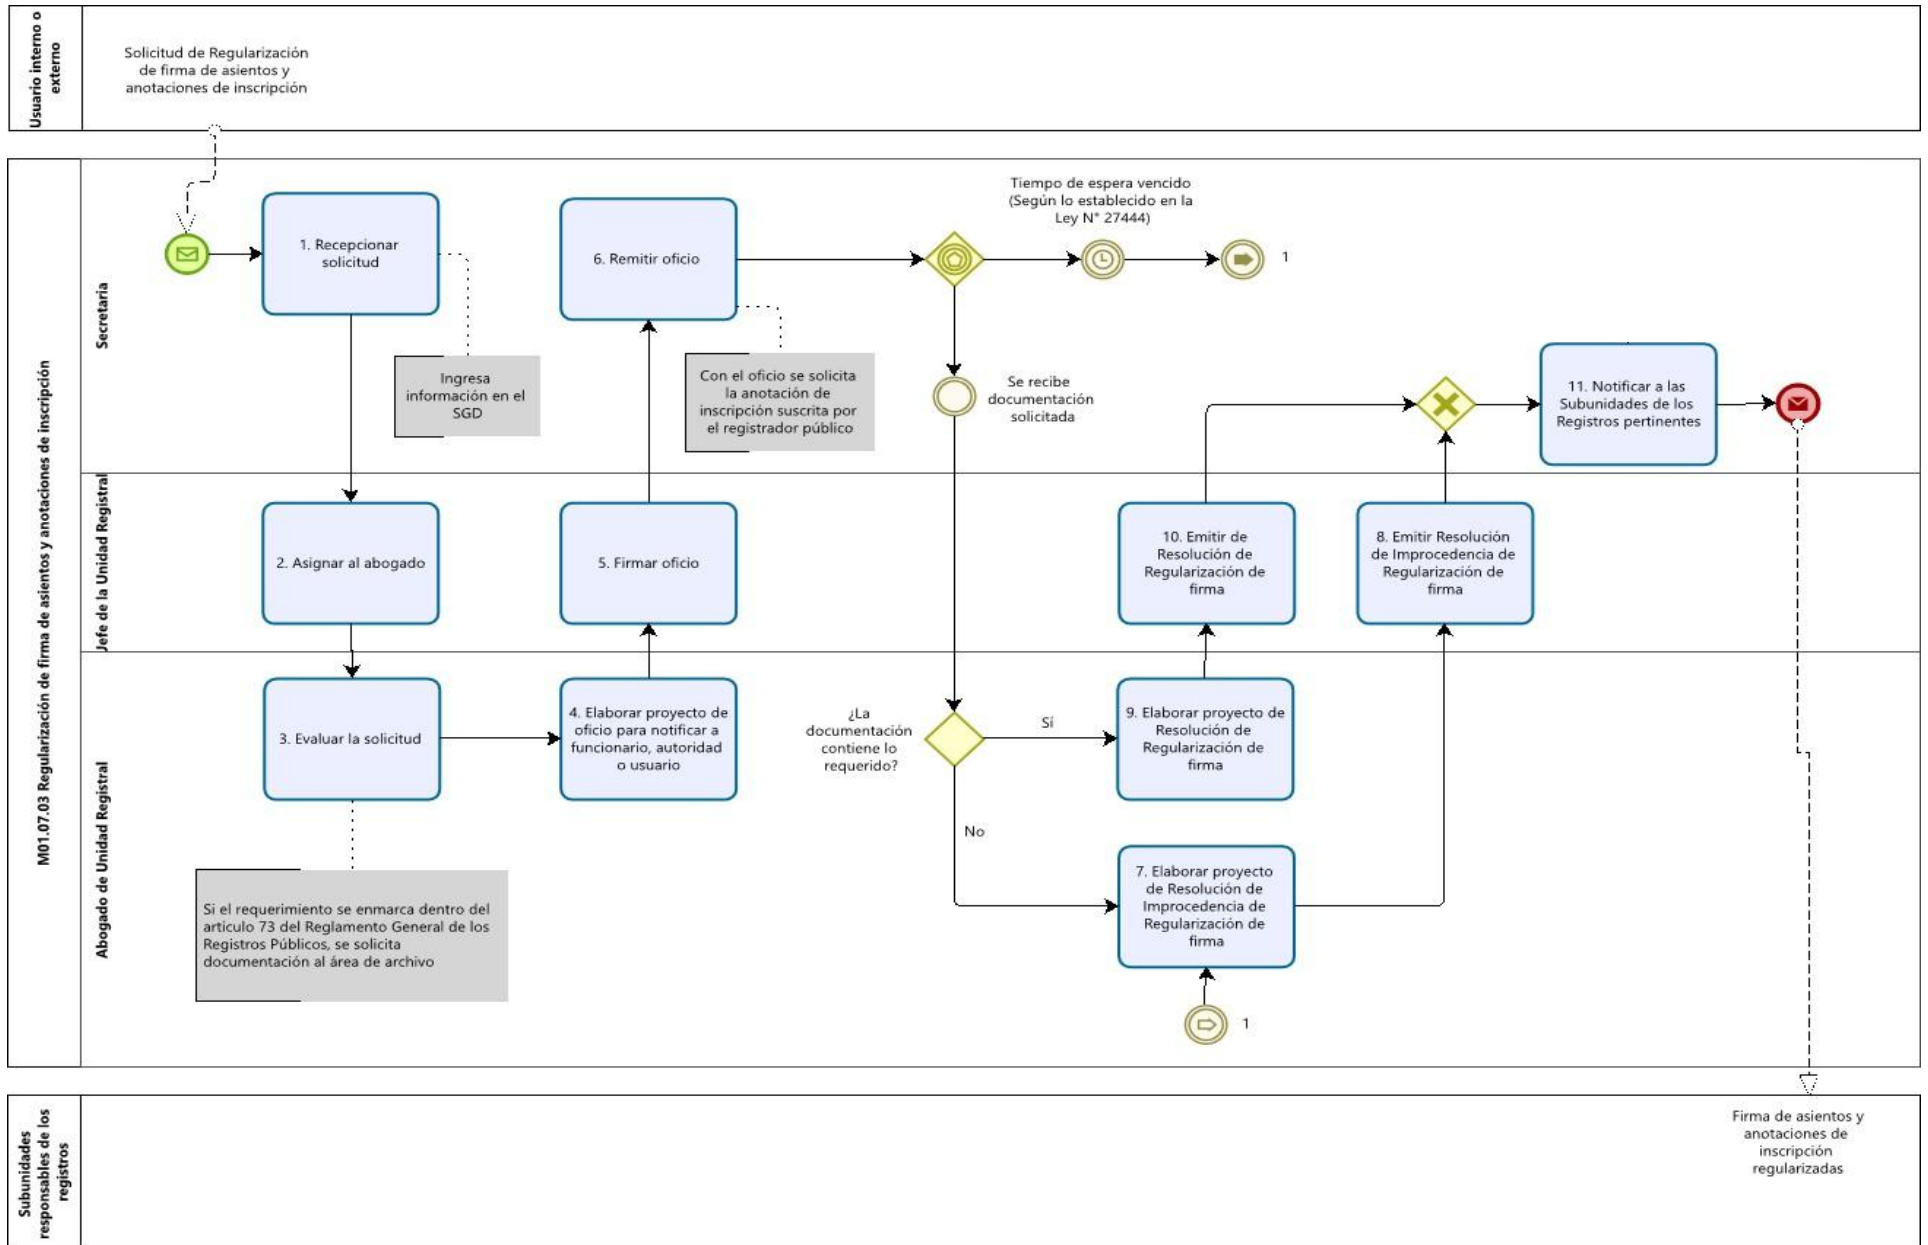 Usuario interno o
externo
Solicitud de Regularización
de firma de asientos y
anotaciones de inscripción
M01.07.03 Regularización de firma de asientos y anotaciones de inscripción
Secretaria
1. Recepcionar
solicitud
Ingresa
información en el
SGD
6. Remitir oficio
Con el oficio se solicita
la anotación de
inscripción suscrita por
el registrador público
Tiempo de espera vencido
(Según lo establecido en la
Ley N° 27444)
1
Se recibe
documentación
solicitada
11. Notificar a las
Subunidades de los
Registros pertinentes
Jefe de la Unidad Registral
2. Asignar al abogado
5. Firmar oficio
10. Emitir de
Resolución de
Regularización de
firma
8. Emitir Resolución
de Improcedencia de
Regularización de
firma
Abogado de Unidad Registral
3. Evaluar la solicitud
4. Elaborar proyecto de
oficio para notificar a
funcionario, autoridad
o usuario
¿La
documentación
contiene lo
requerido?
Sí
9. Elaborar proyecto de
Resolución de
Regularización de
firma
No
7. Elaborar proyecto
de Resolución de
Improcedencia de
Regularización de
firma
Si el requerimiento se enmarca dentro del
artículo 73 del Reglamento General de los
Registros Públicos, se solicita
documentación al área de archivo
1
Subunidades
responsables de los
registros
Firma de asientos y
anotaciones de
inscripción
regularizadas